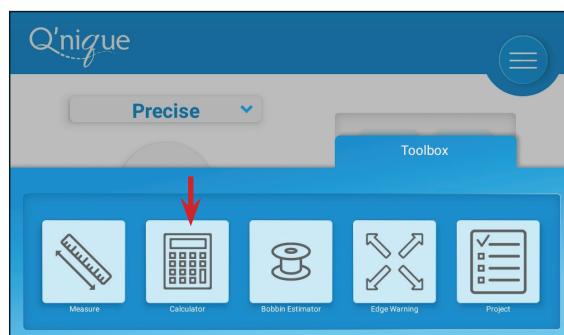 Q'nique
Precise
Toolbox
Measure
Calculator
Bobbin Estimator
Edge Warning
Project